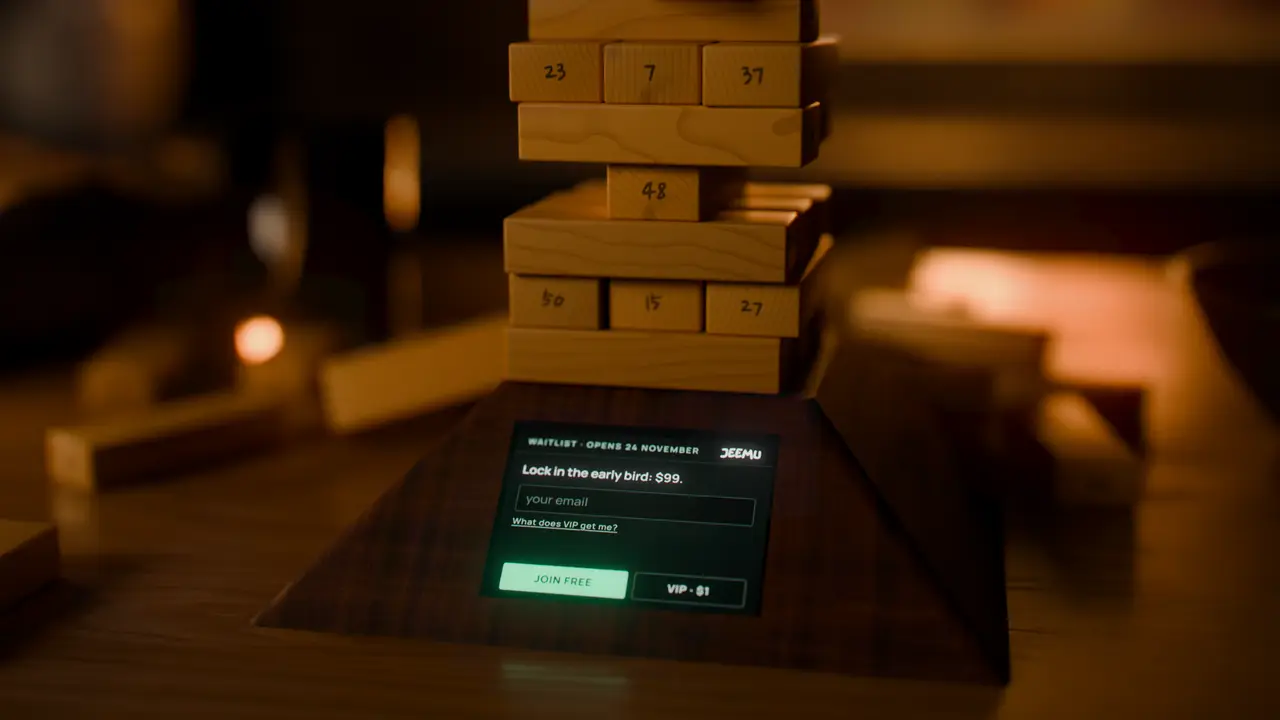 23 7 37
48
50 15 27
WAITLIST · OPENS 24 NOVEMBER JEEMU
Lock in the early bird: $99.
your email
What does VIP get me?
JOIN FREE VIP · $1